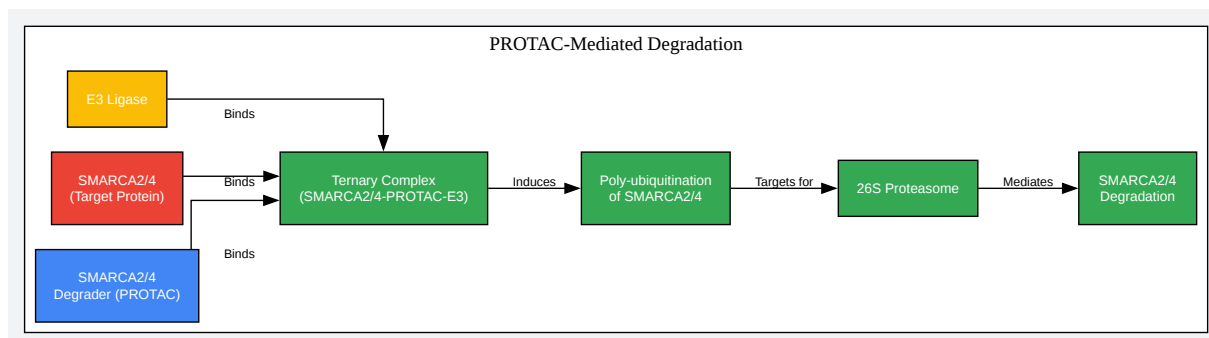 PROTAC-Mediated Degradation
E3 Ligase
Binds
SMARCA2/4
(Target Protein)
Binds
Ternary Complex
(SMARCA2/4-PROTAC-E3)
Induces
Poly-ubiquitination
of SMARCA2/4
Targets for
26S Proteasome
Mediates
SMARCA2/4
Degradation
Binds
SMARCA2/4
Degrader (PROTAC)